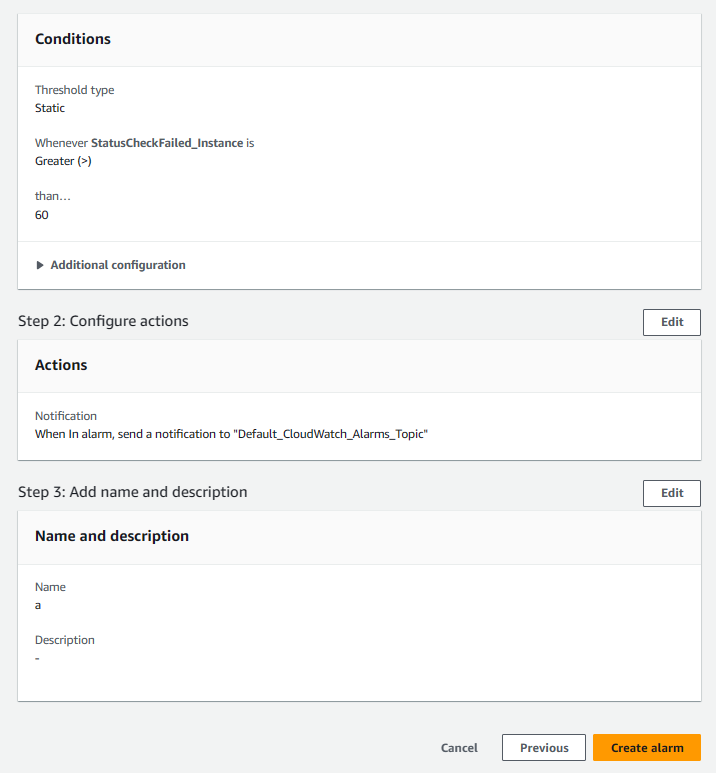 Conditions
Threshold type
Static
Whenever StatusCheckFailed_Instance is
Greater (>)
than…
60
Additional configuration
Step 2: Configure actions
Edit
Actions
Notification
When In alarm, send a notification to "Default_CloudWatch_Alarms_Topic"
Step 3: Add name and description
Edit
Name and description
Name
a
Description
-
Cancel
Previous
Create alarm